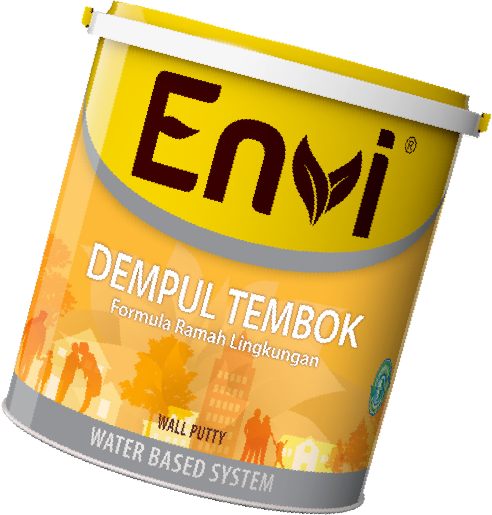 Envi®
DEMPUL TEMBOK
Formula Ramah Lingkungan
WALL PUTTY
WATER BASED SYSTEM